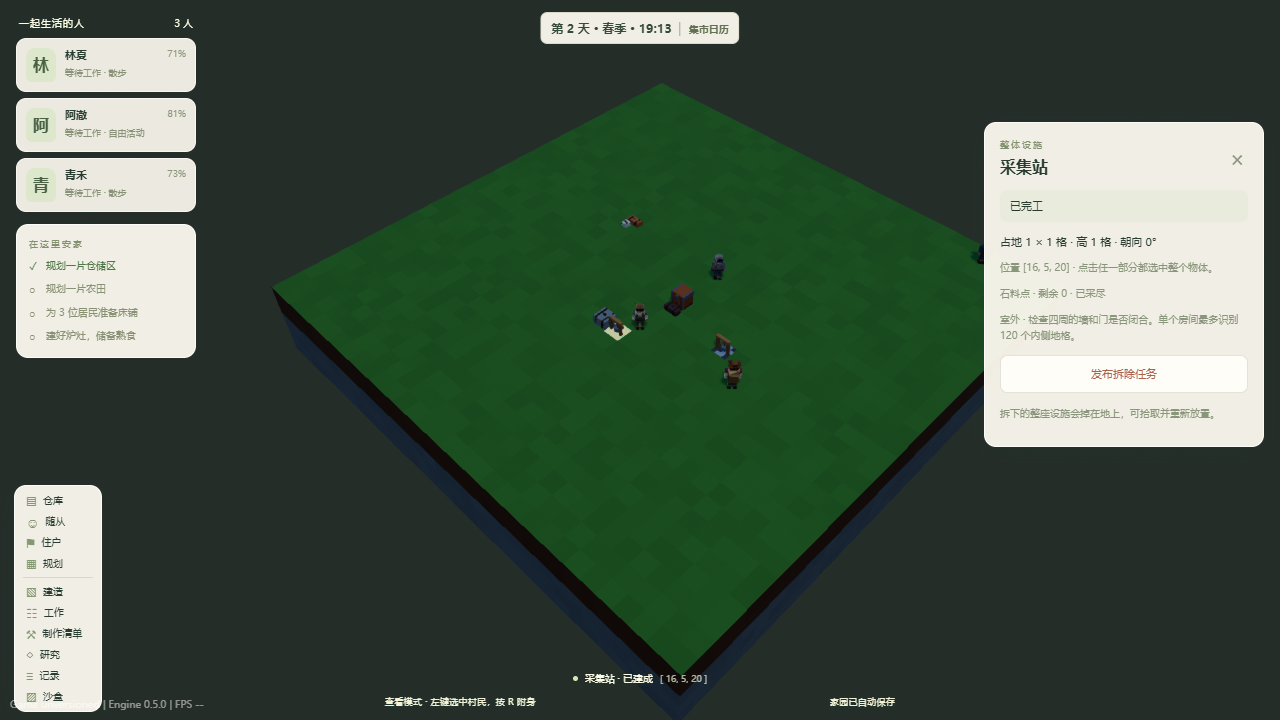 一起生活的人 3 人
林 林夏 71%
等待工作 · 散步
阿 阿澈 81%
等待工作 · 自由活动
青 青禾 73%
等待工作 · 散步
在这里安家
✓ 规划一片仓储区
○ 规划一片农田
○ 为 3 位居民准备床铺
○ 建好炉灶，储备熟食
第 2 天 • 春季 • 19:13 集市日历
整体设施
采集站
×
已完工
占地 1 × 1 格 · 高 1 格 · 朝向 0°
位置 [16, 5, 20] · 点击任一部分都选中整个物体。
石料点 · 剩余 0 · 已采尽
室外 · 检查四周的墙和门是否闭合。单个房间最多识别
120 个内侧地格。
发布拆除任务
拆下的整座设施会掉在地上，可拾取并重新放置。
仓库
随从
住户
规划
建造
工作
制作清单
研究
记录
沙盒
| Engine 0.5.0 | FPS --
采集站 · 已建成 [ 16, 5, 20 ]
查看模式 · 左键选中村民，按 R 附身
家园已自动保存